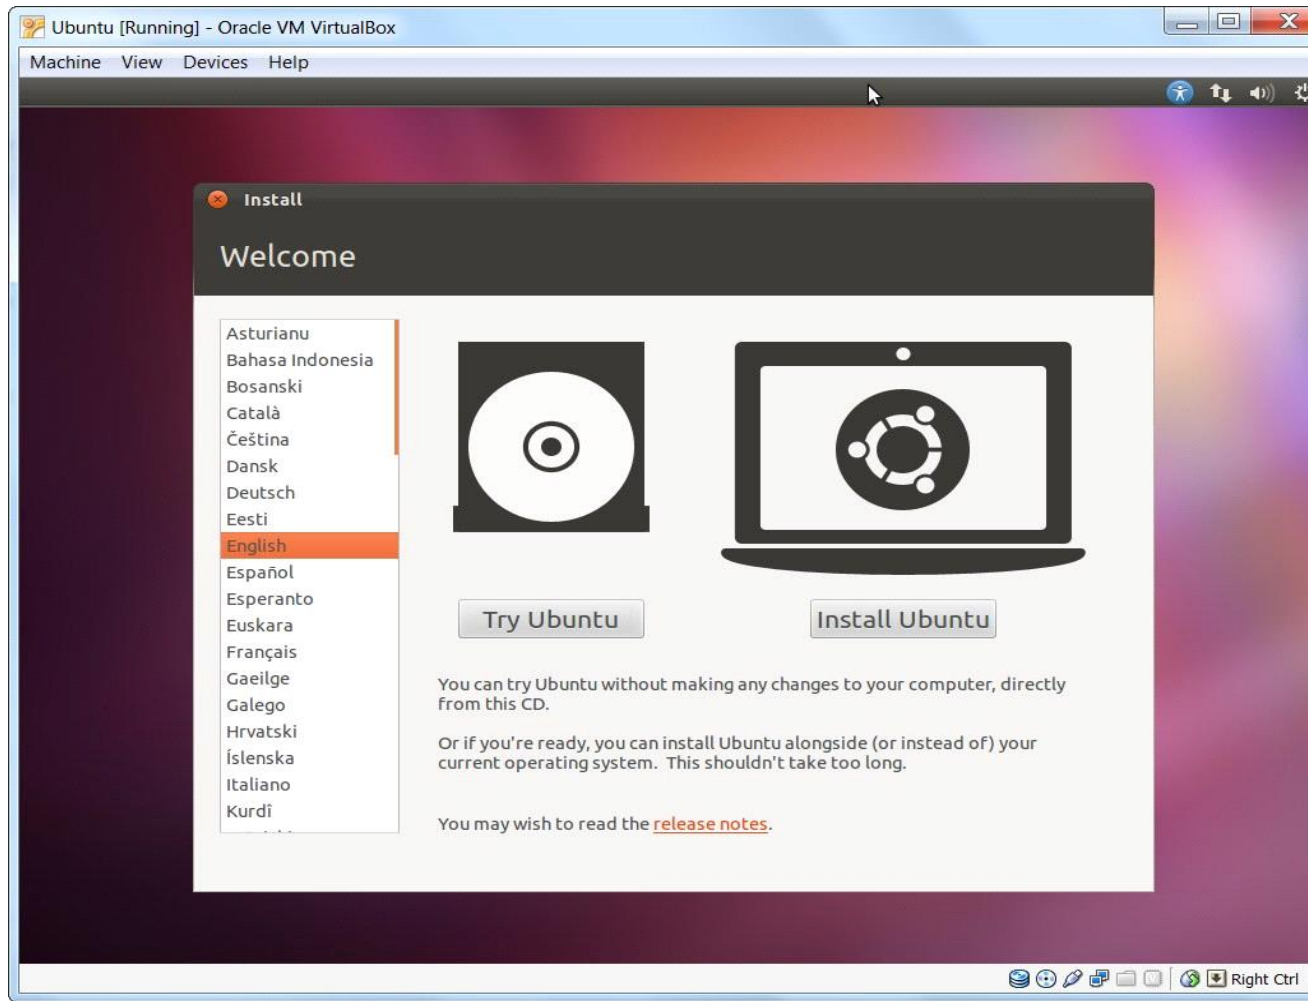 Ubuntu [Running] - Oracle VM VirtualBox
Machine View Devices Help
Install
Welcome
Asturianu
Bahasa Indonesia
Bosanski
Català
Čeština
Dansk
Deutsch
Eesti
English
Español
Esperanto
Euskara
Français
Gaeilge
Galego
Hrvatski
Íslenska
Italiano
Kurdî
Try Ubuntu
Install Ubuntu
You can try Ubuntu without making any changes to your computer, directly
from this CD.
Or if you're ready, you can install Ubuntu alongside (or instead of) your
current operating system. This shouldn't take too long.
You may wish to read the release notes.
Right Ctrl